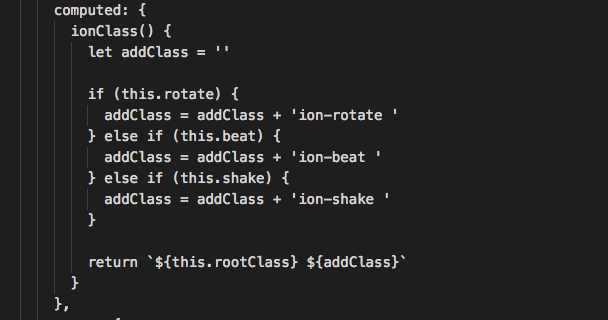 computed: {
ionClass() {
let addClass = ''
if (this.rotate) {
addClass = addClass + 'ion-rotate '
} else if (this.beat) {
addClass = addClass + 'ion-beat '
} else if (this.shake) {
addClass = addClass + 'ion-shake '
}
return `${this.rootClass} ${addClass}`
}
},